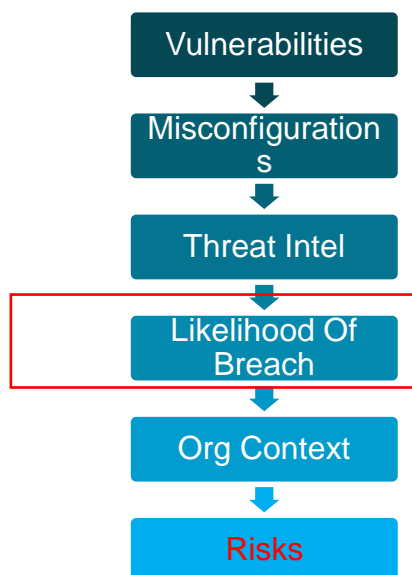 Vulnerabilities
Misconfiguration
s
Threat Intel
Likelihood Of
Breach
Org Context
Risks